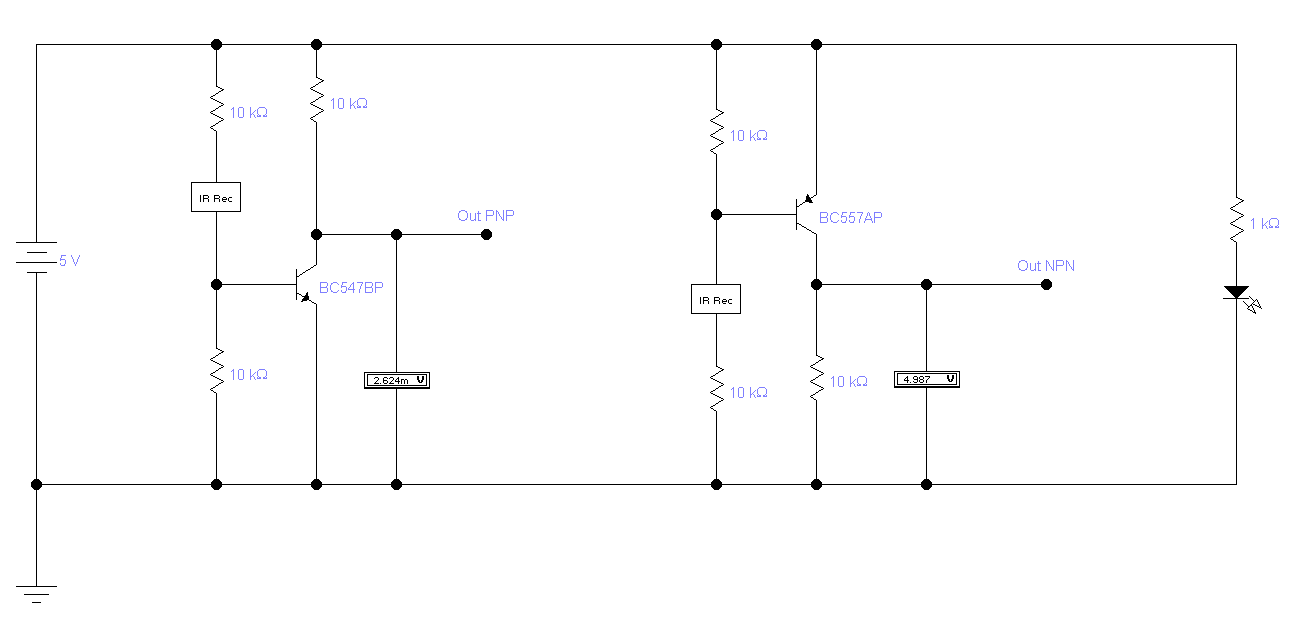 10 kΩ
10 kΩ
10 kΩ
IR Rec
Out PNP
BC557AP
1 kΩ
5 V
Out NPN
BC547BP
IR Rec
10 kΩ
2.624m V
10 kΩ
4.987 V
10 kΩ